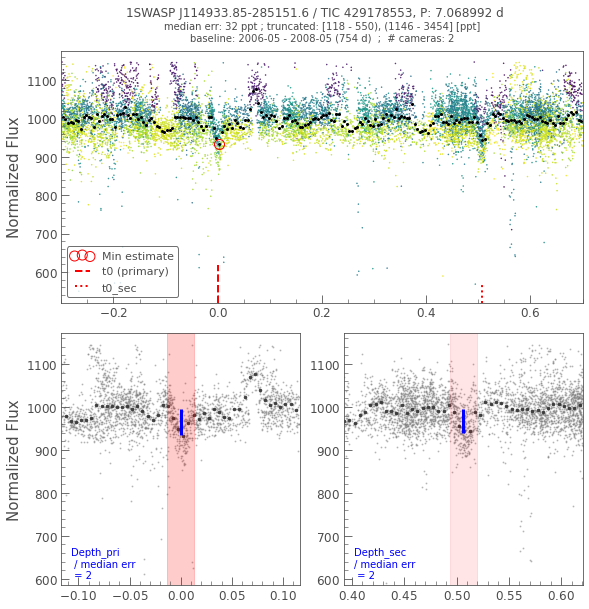 1SWASP J114933.85-285151.6 / TIC 429178553, P: 7.068992 d
median err: 32 ppt ; truncated: [118 - 550), (1146 - 3454] [ppt]
baseline: 2006-05 - 2008-05 (754 d)  ;  # cameras: 2
Normalized Flux
1100
1000
900
800
700
600
Min estimate
t0 (primary)
t0_sec
−0.2
0.0
0.2
0.4
0.6
Normalized Flux
1100
1000
900
800
700
600
Depth_pri
/ median err
= 2
−0.10
−0.05
0.00
0.05
0.10
1100
1000
900
800
700
600
Depth_sec
/ median err
= 2
0.40
0.45
0.50
0.55
0.60